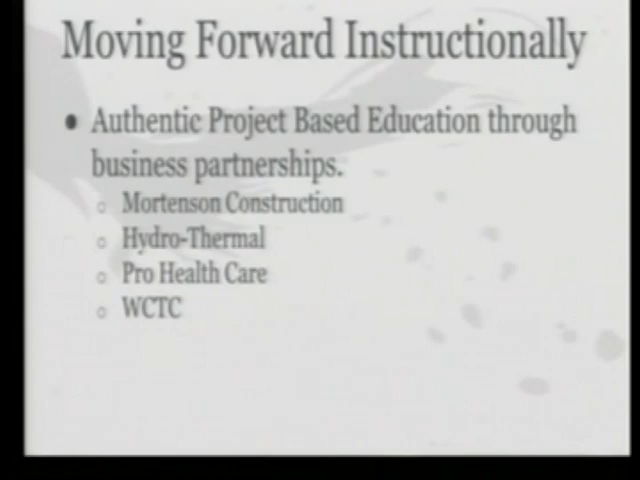 Moving Forward Instructionally
• Authentic Project Based Education through
business partnerships.
○ Mortenson Construction
○ Hydro-Thermal
○ Pro Health Care
○ WCTC